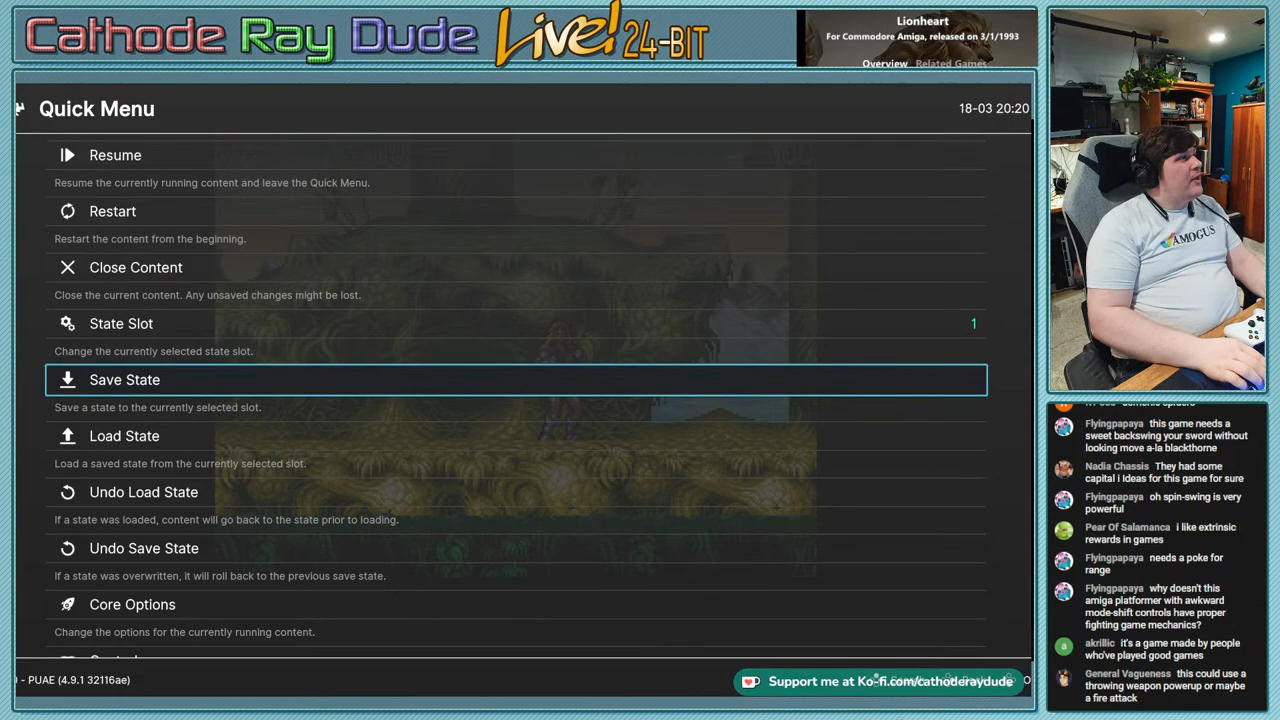 Cathode Ray Dude Live! 24-BIT
Lionheart
For Commodore Amiga, released on 3/1/1993
Overview Related Games
Quick Menu
18-03 20:20
Resume
Resume the currently running content and leave the Quick Menu.
Restart
Restart the content from the beginning.
Close Content
Close the current content. Any unsaved changes might be lost.
State Slot
1
Change the currently selected state slot.
Save State
Save a state to the currently selected slot.
Load State
Load a saved state from the currently selected slot.
Undo Load State
If a state was loaded, content will go back to the state prior to loading.
Undo Save State
If a state was overwritten, it will roll back to the previous save state.
Core Options
Change the options for the currently running content.
- PUAE (4.9.1 32116ae)
Support me at Ko-fi.com/cathoderaydude
AMOGUS
Flyingpapaya this game needs a
sweet backswing your sword without
looking move a-la blackthorne
Nadia Chassis They had some
capital i Ideas for this game for sure
Flyingpapaya oh spin-swing is very
powerful
Pear Of Salamanca i like extrinsic
rewards in games
Flyingpapaya needs a poke for
range
Flyingpapaya why doesn't this
amiga platformer with awkward
mode-shift controls have proper
fighting game mechanics?
akrillic it's a game made by people
who've played good games
General Vagueness this could use a
throwing weapon powerup or maybe
a fire attack